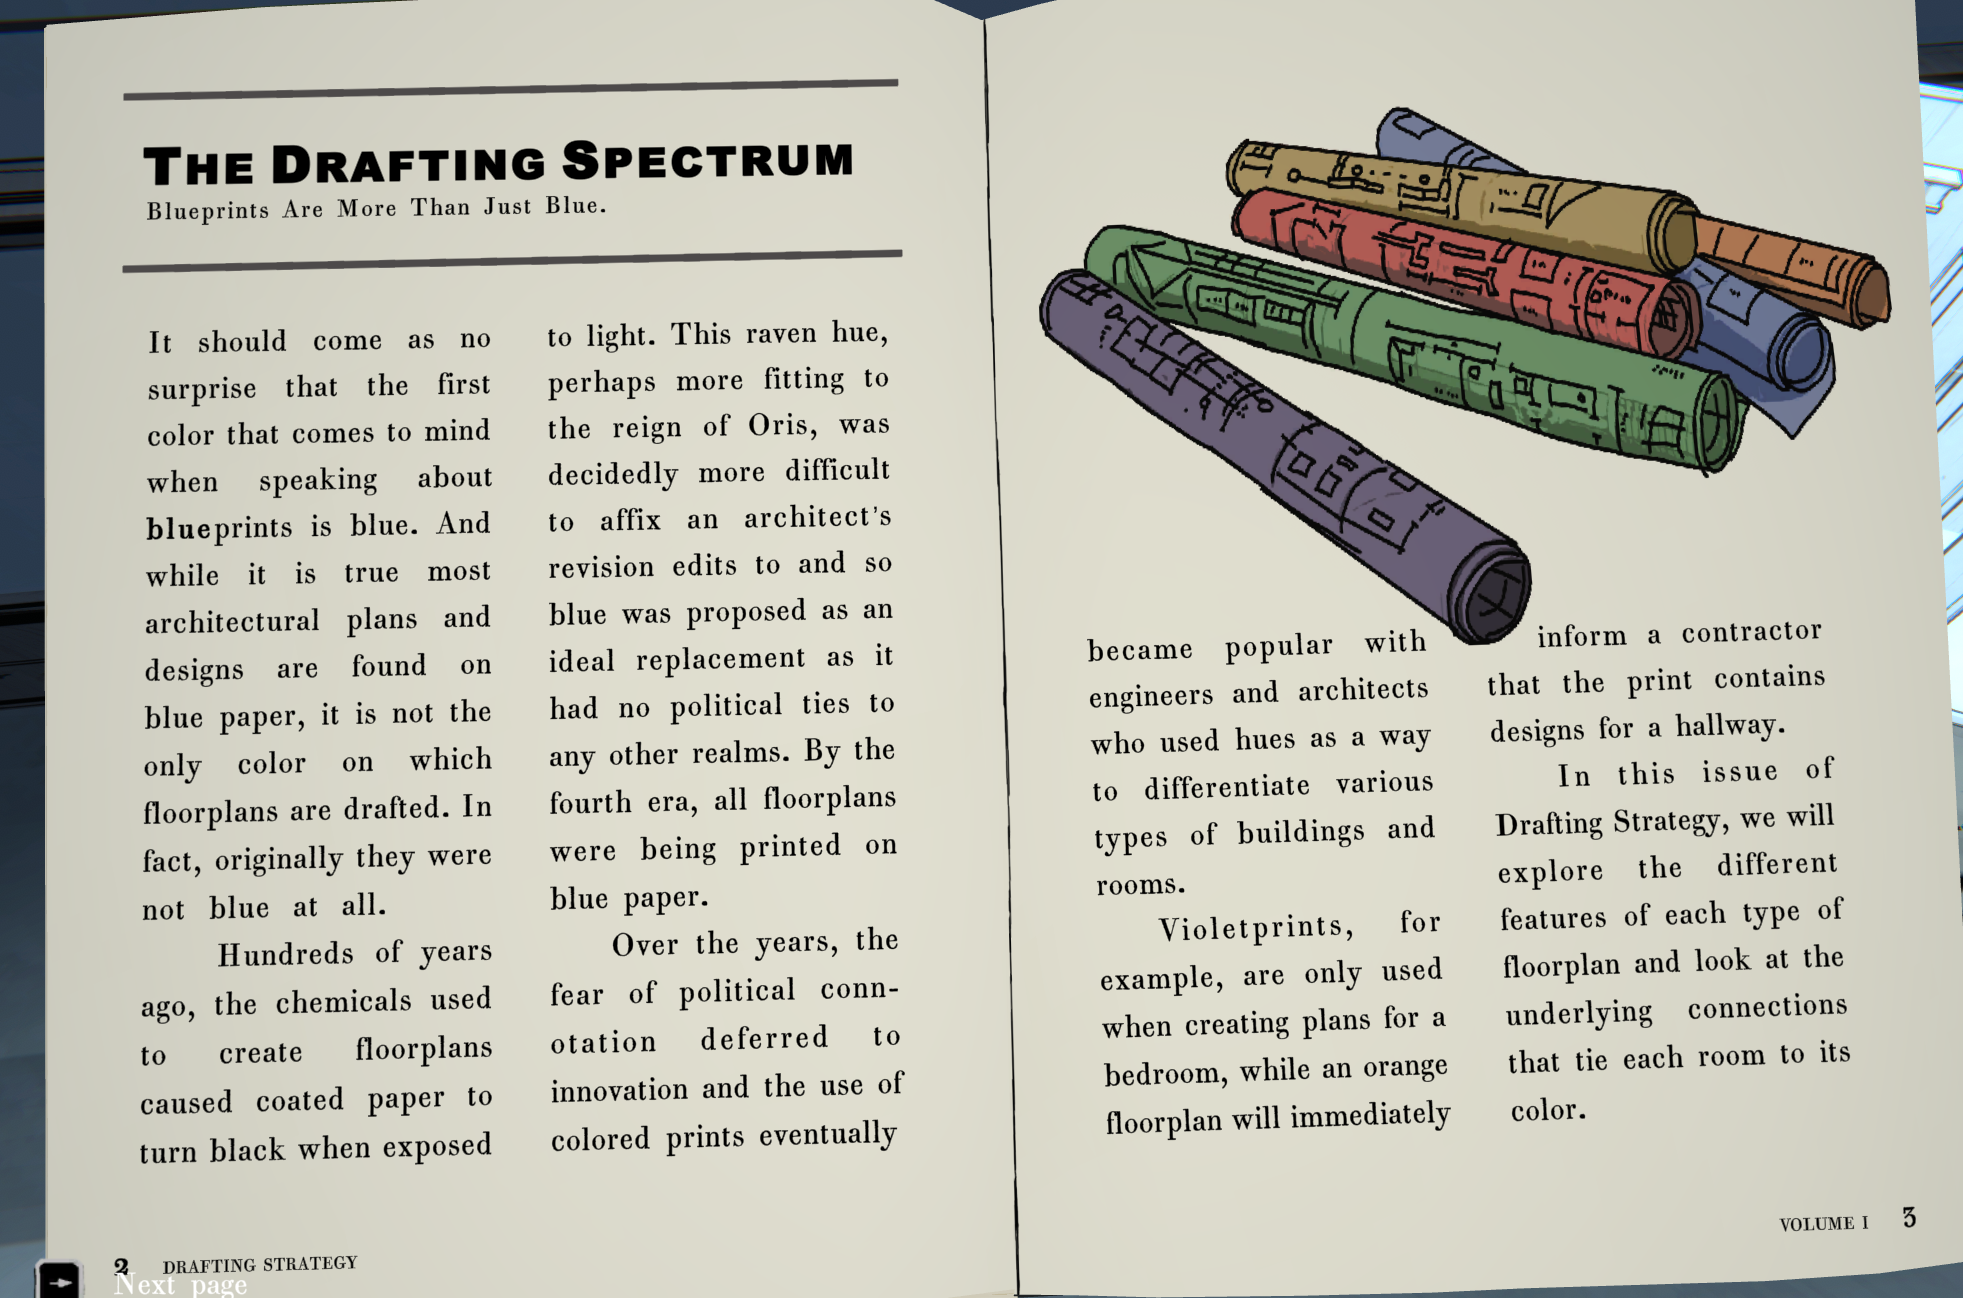 THE DRAFTING SPECTRUM
Blueprints Are More Than Just Blue.
It should come as no
surprise that the first
color that comes to mind
when speaking about
blueprints is blue. And
while it is true most
architectural plans and
designs are found on
blue paper, it is not the
only color on which
floorplans are drafted. In
fact, originally they were
not blue at all.
Hundreds of years
ago, the chemicals used
to create floorplans
caused coated paper to
turn black when exposed
to light. This raven hue,
perhaps more fitting to
the reign of Oris, was
decidedly more difficult
to affix an architect's
revision edits to and so
blue was proposed as an
ideal replacement as it
had no political ties to
any other realms. By the
fourth era, all floorplans
were being printed on
blue paper.
Over the years, the
fear of political conn-
otation deferred to
innovation and the use of
colored prints eventually
2 DRAFTING STRATEGY
Next page
became popular with
engineers and architects
who used hues as a way
to differentiate various
types of buildings and
rooms.
Violetprints, for
example, are only used
when creating plans for a
bedroom, while an orange
floorplan will immediately
inform a contractor
that the print contains
designs for a hallway.
In this issue of
Drafting Strategy, we will
explore the different
features of each type of
floorplan and look at the
underlying connections
that tie each room to its
color.
VOLUME I 3